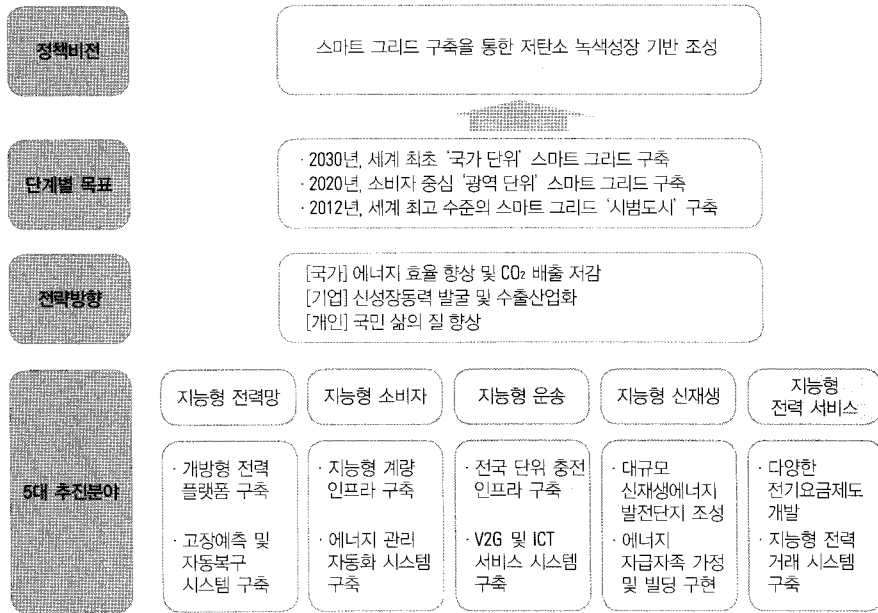 정책비전
스마트 그리드 구축을 통한 저탄소 녹색성장 기반 조성
단계별 목표
· 2030년, 세계 최초 ‘국가 단위’ 스마트 그리드 구축
· 2020년, 소비자 중심 ‘광역 단위’ 스마트 그리드 구축
· 2012년, 세계 최고 수준의 스마트 그리드 ‘시범도시’ 구축
전략방향
[국가] 에너지 효율 향상 및 CO₂ 배출 저감
[기업] 신성장동력 발굴 및 수출산업화
[개인] 국민 삶의 질 향상
5대 추진분야
지능형 전력망
· 개방형 전력
플랫폼 구축
· 고장예측 및
자동복구
시스템 구축
지능형 소비자
· 지능형 계량
인프라 구축
· 에너지 관리
자동화 시스템
구축
지능형 운송
· 전국 단위 충전
인프라 구축
· V2G 및 ICT
서비스 시스템
구축
지능형 신재생
· 대규모
신재생에너지
발전단지 조성
· 에너지
자급자족 가정
및 빌딩 구현
지능형
전력 서비스
· 다양한
전기요금제도
개발
· 지능형 전력
거래 시스템
구축